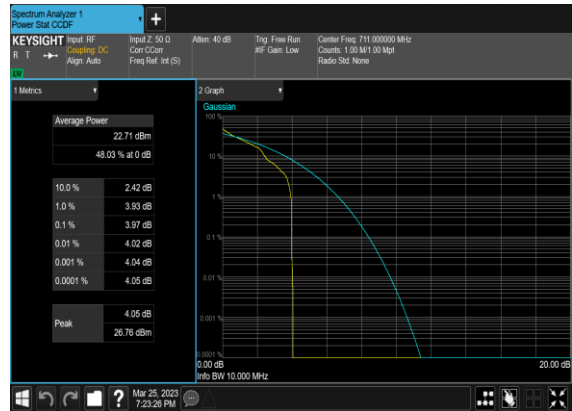 Spectrum Analyzer 1
Power Stat CCDF
KEYSIGHT
R T
LW
Input: RF
Coupling: DC
Align: Auto
Input Z: 50 Ω
Corr CCorr
Freq Ref: Int (S)
Atten: 40 dB
Trig: Free Run
#IF Gain: Low
Center Freq: 711.000000 MHz
Counts: 1.00 M/1.00 Mpt
Radio Std: None
1 Metrics
Average Power
22.71 dBm
48.03 % at 0 dB
10.0 % 2.42 dB
1.0 % 3.93 dB
0.1 % 3.97 dB
0.01 % 4.02 dB
0.001 % 4.04 dB
0.0001 % 4.05 dB
Peak 4.05 dB
26.76 dBm
2 Graph
Gaussian
100 %
10 %
1 %
0.1 %
0.01 %
0.001 %
0.0001 %
0.00 dB 20.00 dB
Info BW 10.000 MHz
?
Mar 25, 2023
7:23:26 PM